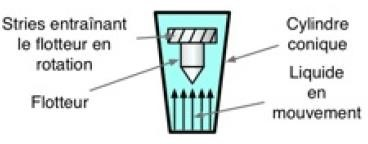 Stries entraînant
le flotteur en
rotation
Flotteur
Cylindre
conique
Liquide
en
mouvement